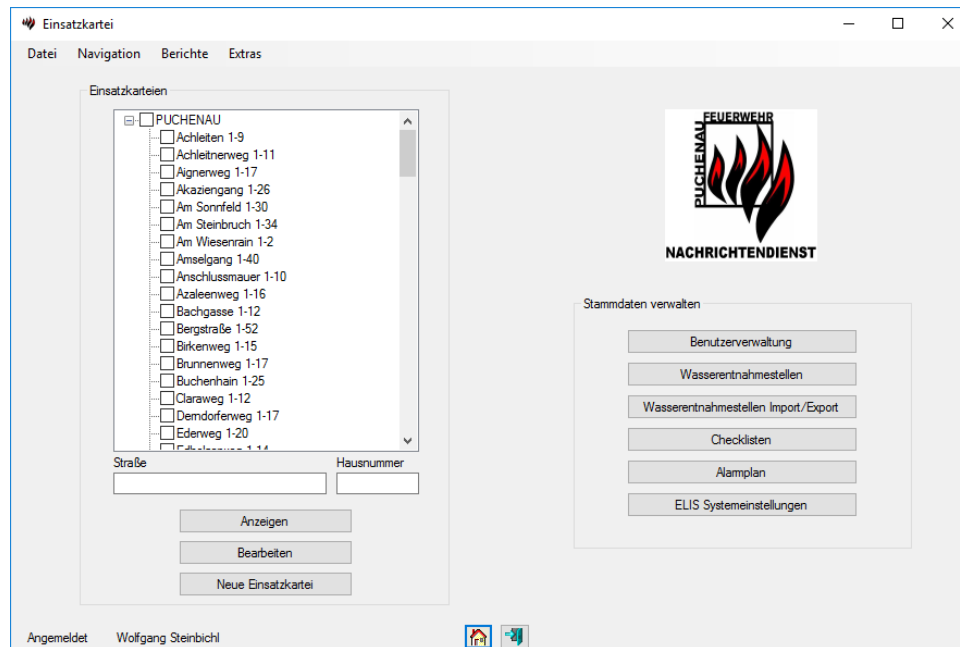 Einsatzkartei
Datei Navigation Berichte Extras
Einsatzkarteien
PUCHENAU
Achleiten 1-9
Achleitnerweg 1-11
Aignerweg 1-17
Akaziengang 1-26
Am Sonnfeld 1-30
Am Steinbruch 1-34
Am Wiesenrain 1-2
Amselgang 1-40
Anschlussmauer 1-10
Azaleenweg 1-16
Bachgasse 1-12
Bergstraße 1-52
Birkenweg 1-15
Brunnenweg 1-17
Buchenhain 1-25
Claraweg 1-12
Derndorferweg 1-17
Ederweg 1-20
Straße Hausnummer
Anzeigen
Bearbeiten
Neue Einsatzkartei
FEUERWEHR
PUCHENAU
NACHRICHTENDIENST
Stammdaten verwalten
Benutzerverwaltung
Wasserentnahmestellen
Wasserentnahmestellen Import/Export
Checklisten
Alarmplan
ELIS Systemeinstellungen
Angemeldet Wolfgang Steinbichl